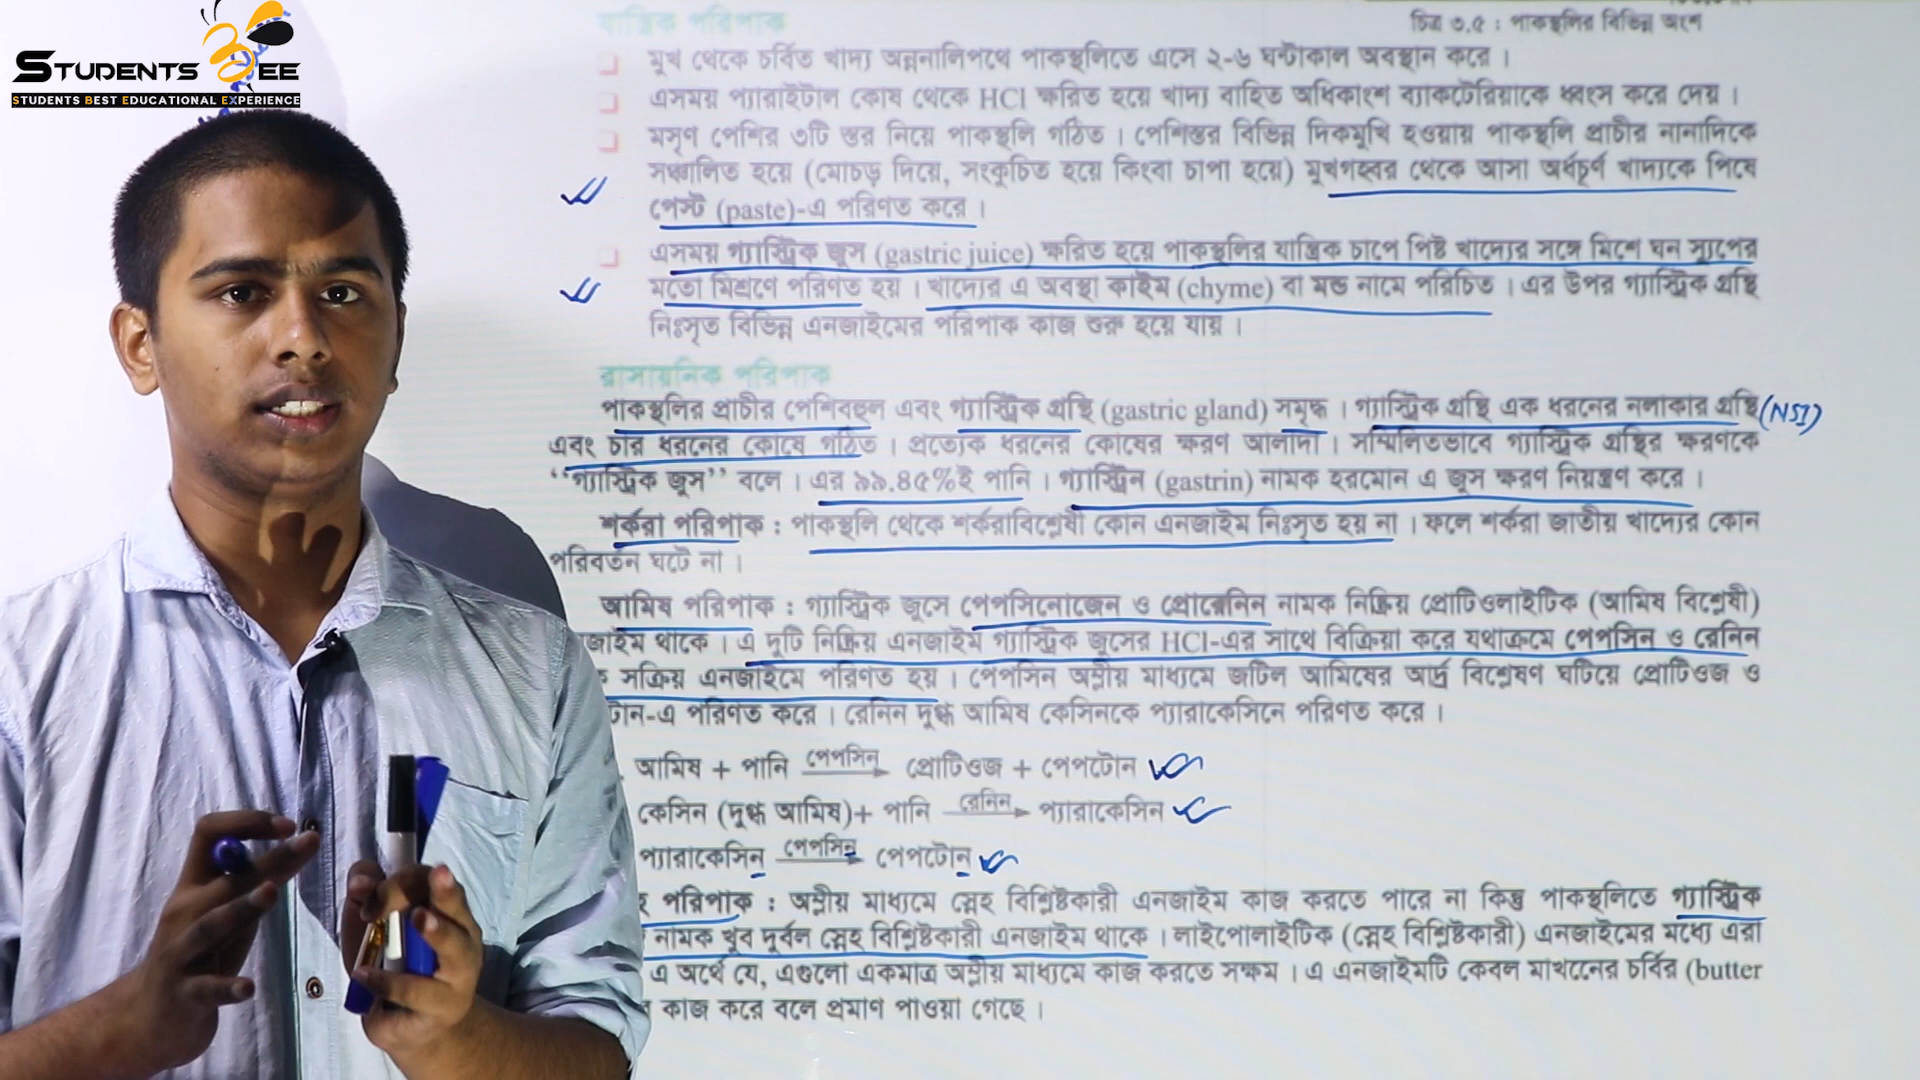 STUDENTS BEE
STUDENTS BEST EDUCATIONAL EXPERIENCE
যান্ত্রিক পরিপাক
চিত্র ৩.৫ : পাকস্থলির বিভিন্ন অংশ
মুখ থেকে চর্বিত খাদ্য অন্ননালিপথে পাকস্থলিতে এসে ২-৬ ঘন্টাকাল অবস্থান করে ।
এসময় প্যারাইটাল কোষ থেকে HCl ক্ষরিত হয়ে খাদ্য বাহিত অধিকাংশ ব্যাকটেরিয়াকে ধ্বংস করে দেয় ।
মসৃণ পেশির ৩টি স্তর নিয়ে পাকস্থলি গঠিত । পেশিস্তর বিভিন্ন দিকমুখি হওয়ায় পাকস্থলি প্রাচীর নানাদিকে
সঞ্চালিত হয়ে (মোচড় দিয়ে, সংকুচিত হয়ে কিংবা চাপা হয়ে) মুখগহ্বর থেকে আসা অর্ধচূর্ণ খাদ্যকে পিষে
পেস্ট (paste)-এ পরিণত করে ।
এসময় গ্যাস্ট্রিক জুস (gastric juice) ক্ষরিত হয়ে পাকস্থলির যান্ত্রিক চাপে পিষ্ট খাদ্যের সঙ্গে মিশে ঘন স্যুপের
মতো মিশ্রণে পরিণত হয় । খাদ্যের এ অবস্থা কাইম (chyme) বা মন্ড নামে পরিচিত । এর উপর গ্যাস্ট্রিক গ্রন্থি
নিঃসৃত বিভিন্ন এনজাইমের পরিপাক কাজ শুরু হয়ে যায় ।
রাসায়নিক পরিপাক
পাকস্থলির প্রাচীর পেশিবহুল এবং গ্যাস্ট্রিক গ্রন্থি (gastric gland) সমৃদ্ধ । গ্যাস্ট্রিক গ্রন্থি এক ধরনের নলাকার গ্রন্থি (NSI)
এবং চার ধরনের কোষে গঠিত । প্রত্যেক ধরনের কোষের ক্ষরণ আলাদা । সম্মিলিতভাবে গ্যাস্ট্রিক গ্রন্থির ক্ষরণকে
“গ্যাস্ট্রিক জুস” বলে । এর ৯৯.৪৫%ই পানি । গ্যাস্ট্রিন (gastrin) নামক হরমোন এ জুস ক্ষরণ নিয়ন্ত্রণ করে ।
শর্করা পরিপাক : পাকস্থলি থেকে শর্করাবিশ্লেষী কোন এনজাইম নিঃসৃত হয় না । ফলে শর্করা জাতীয় খাদ্যের কোন
পরিবর্তন ঘটে না ।
আমিষ পরিপাক : গ্যাস্ট্রিক জুসে পেপসিনোজেন ও প্রোরেনিন নামক নিষ্ক্রিয় প্রোটিওলাইটিক (আমিষ বিশ্লেষী)
জাইম থাকে । এ দুটি নিষ্ক্রিয় এনজাইম গ্যাস্ট্রিক জুসের HCl-এর সাথে বিক্রিয়া করে যথাক্রমে পেপসিন ও রেনিন
ক সক্রিয় এনজাইমে পরিণত হয় । পেপসিন অম্লীয় মাধ্যমে জটিল আমিষের আর্দ্র বিশ্লেষণ ঘটিয়ে প্রোটিওজ ও
টোন-এ পরিণত করে । রেনিন দুগ্ধ আমিষ কেসিনকে প্যারাকেসিনে পরিণত করে ।
আমিষ + পানি পেপসিন → প্রোটিওজ + পেপটোন
কেসিন (দুগ্ধ আমিষ)+ পানি রেনিন → প্যারাকেসিন
প্যারাকেসিন পেপসিন → পেপটোন
হ পরিপাক : অম্লীয় মাধ্যমে স্নেহ বিশ্লিষ্টকারী এনজাইম কাজ করতে পারে না কিন্তু পাকস্থলিতে গ্যাস্ট্রিক
নামক খুব দুর্বল স্নেহ বিশ্লিষ্টকারী এনজাইম থাকে । লাইপোলাইটিক (স্নেহ বিশ্লিষ্টকারী) এনজাইমের মধ্যে এরা
এ অর্থে যে, এগুলো একমাত্র অম্লীয় মাধ্যমে কাজ করতে সক্ষম । এ এনজাইমটি কেবল মাখনের চর্বির (butter
কাজ করে বলে প্রমাণ পাওয়া গেছে ।